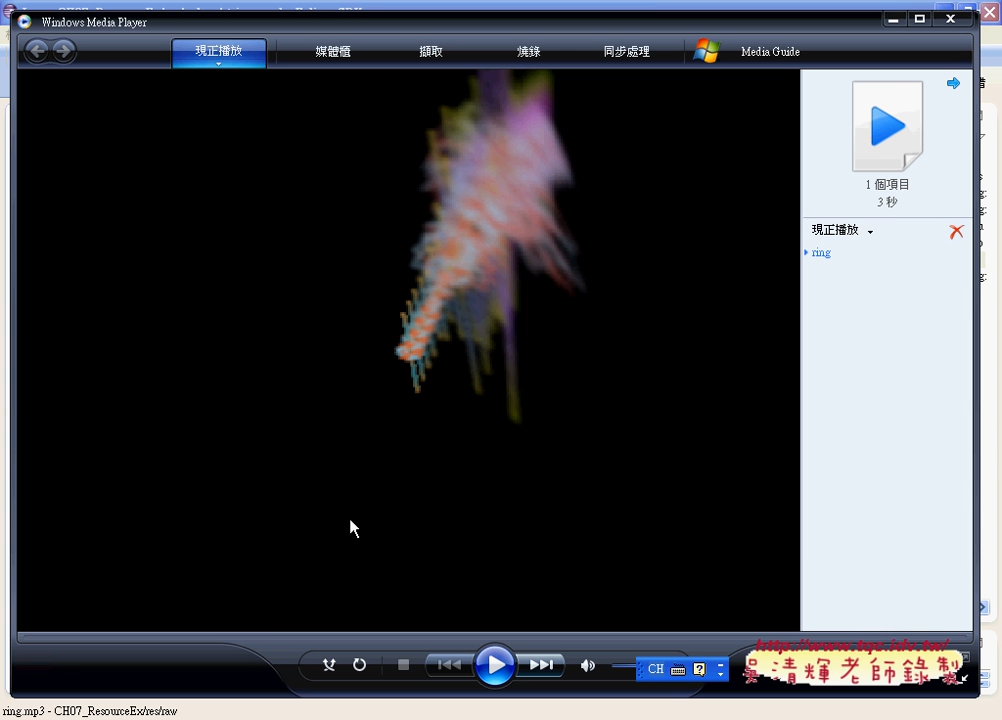 Windows Media Player
現正播放
媒體櫃
擷取
燒錄
同步處理
Media Guide
1 個項目
3 秒
現正播放
ring
CH
http://www.tqc.idv.tw/
吳清輝老師錄製
ring.mp3 - CH07_ResourceEx/res/raw